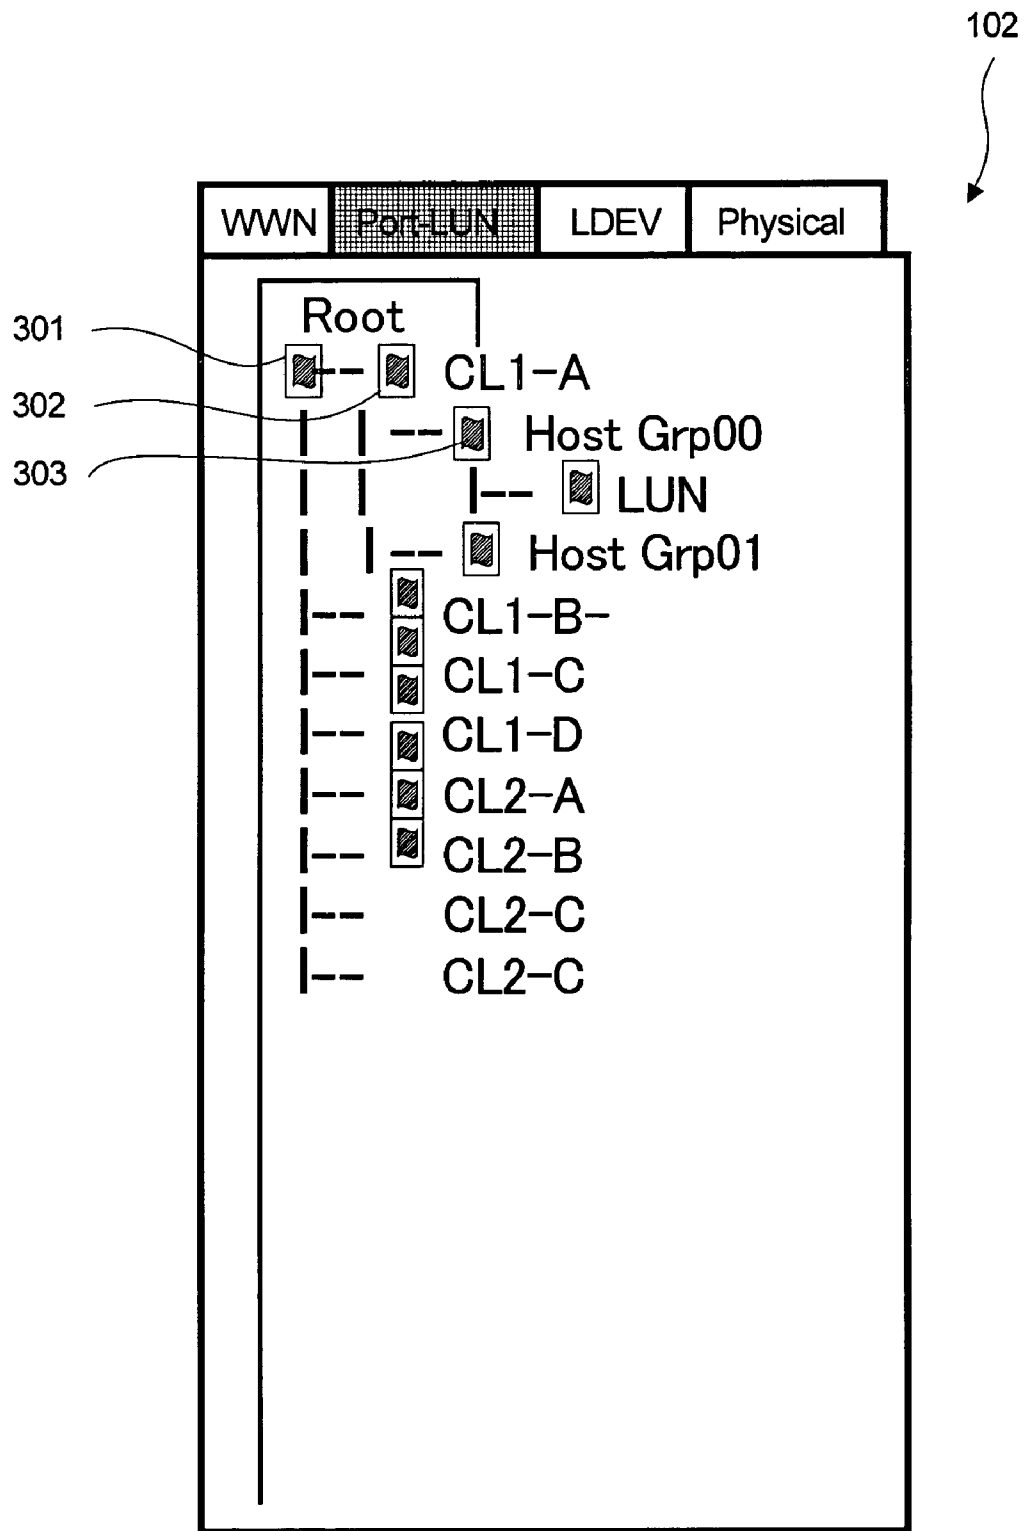 102
WWN Port-LUN LDEV Physical
Root
301
CL1-A
302
Host Grp00
303
LUN
Host Grp01
CL1-B-
CL1-C
CL1-D
CL2-A
CL2-B
CL2-C
CL2-C